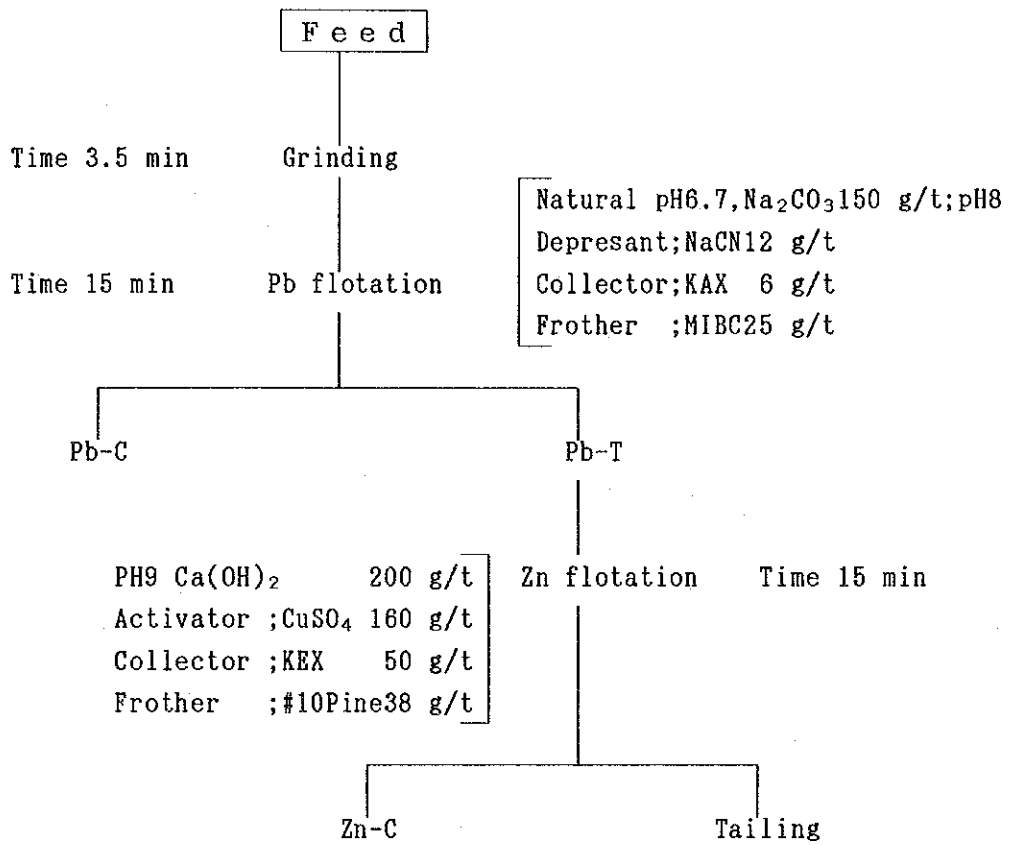 Feed
Time 3.5 min Grinding
Natural pH6.7,Na₂CO₃150 g/t;pH8
Depresant;NaCN12 g/t
Time 15 min Pb flotation
Collector;KAX 6 g/t
Frother ;MIBC25 g/t
Pb-C Pb-T
PH9 Ca(OH)₂ 200 g/t
Zn flotation Time 15 min
Activator ;CuSO₄ 160 g/t
Collector ;KEX 50 g/t
Frother ;#10Pine38 g/t
Zn-C Tailing